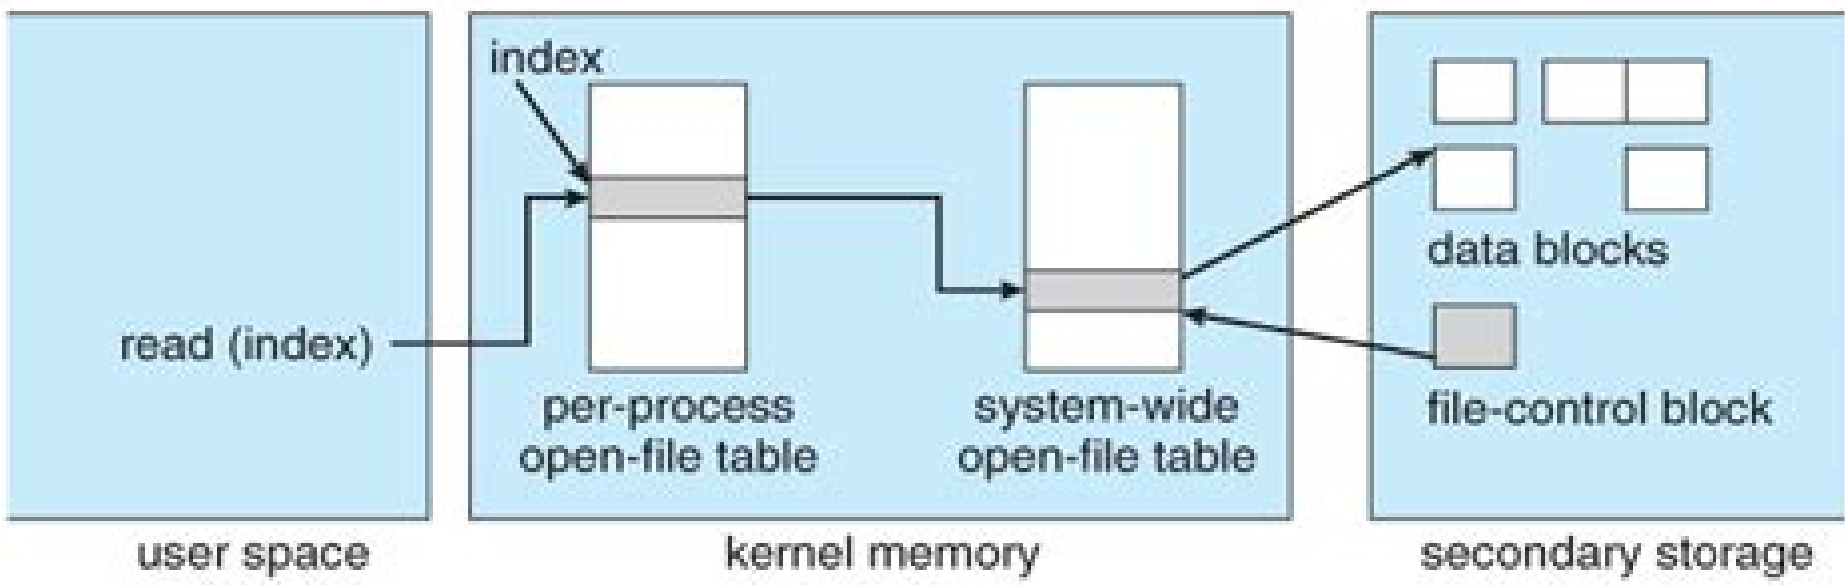 index
read (index)
per-process
open-file table
system-wide
open-file table
data blocks
file-control block
user space
kernel memory
secondary storage